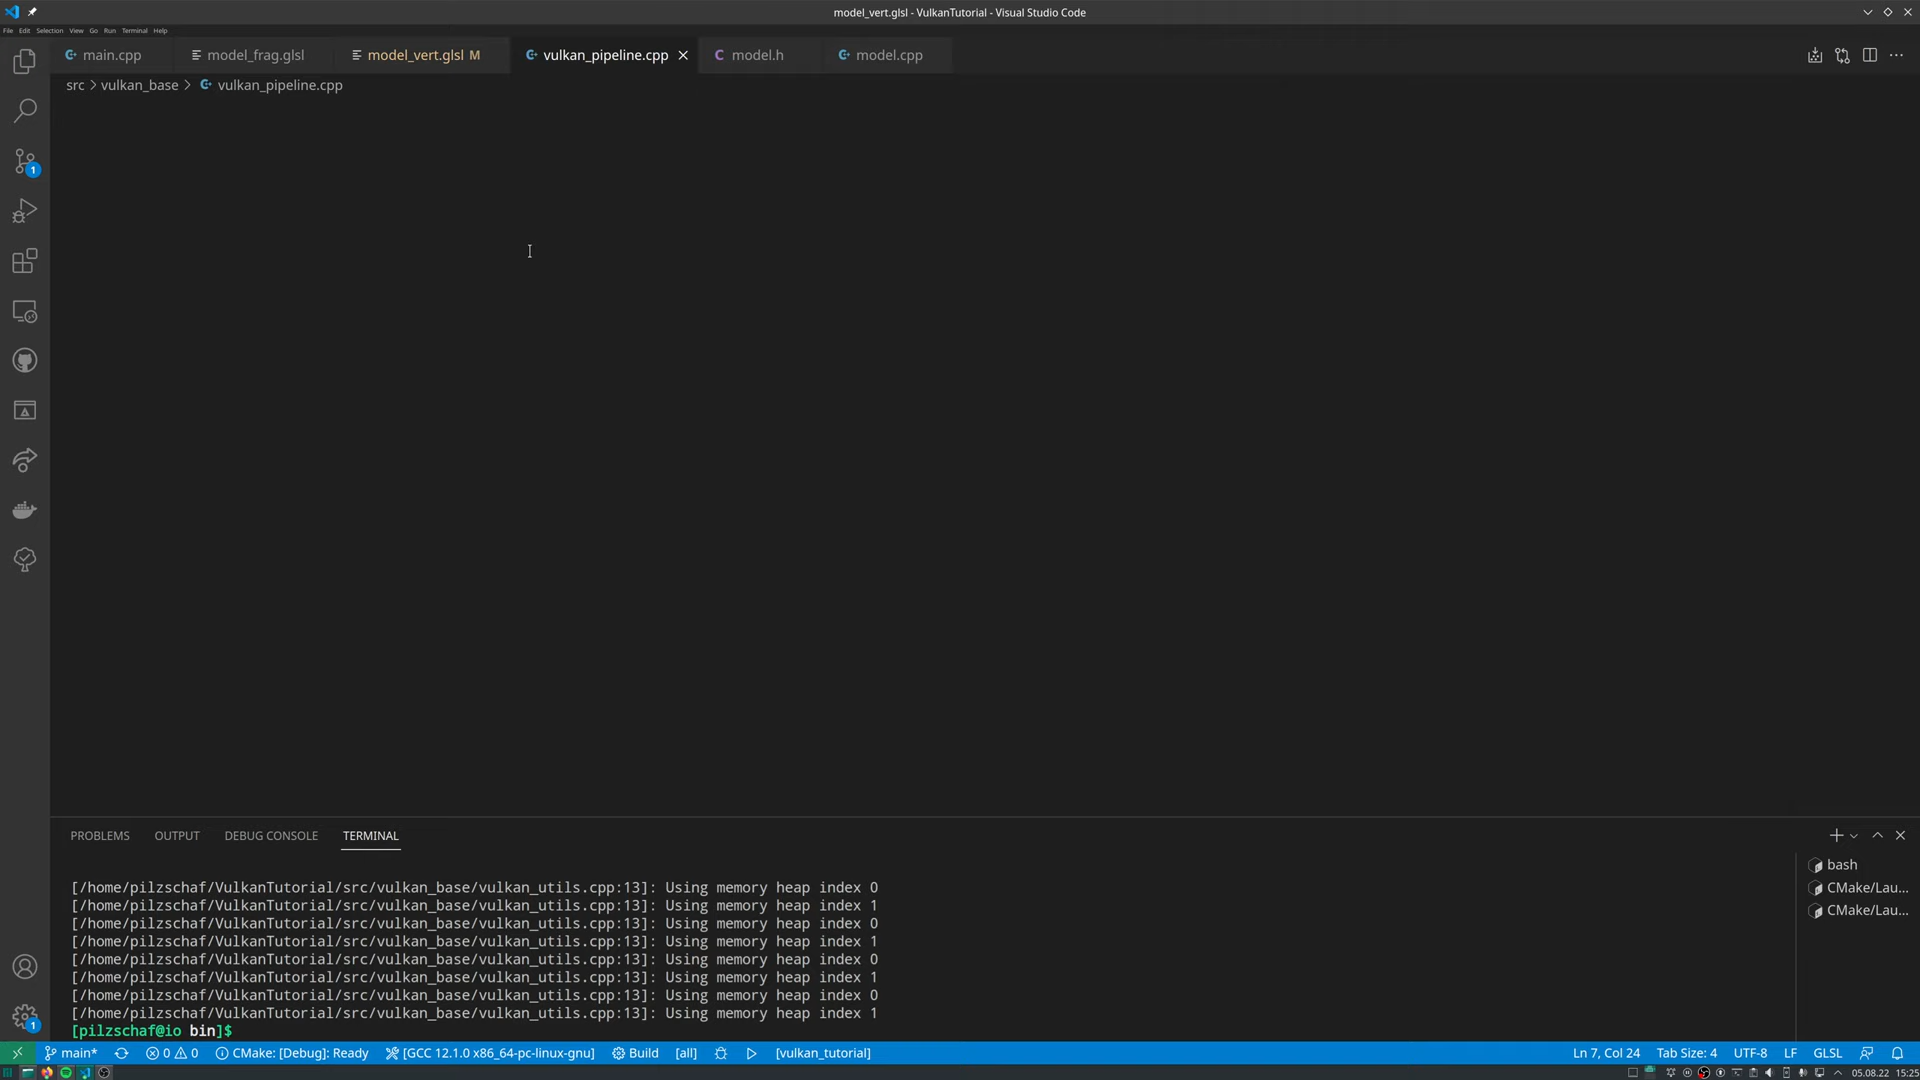 model_vert.glsl - VulkanTutorial - Visual Studio Code
File Edit Selection View Go Run Terminal Help
main.cpp model_frag.glsl model_vert.glsl M vulkan_pipeline.cpp model.h model.cpp
src > vulkan_base > vulkan_pipeline.cpp
1
PROBLEMS OUTPUT DEBUG CONSOLE TERMINAL
bash
CMake/Lau...
CMake/Lau...
[/home/pilzschaf/VulkanTutorial/src/vulkan_base/vulkan_utils.cpp:13]: Using memory heap index 0
[/home/pilzschaf/VulkanTutorial/src/vulkan_base/vulkan_utils.cpp:13]: Using memory heap index 1
[/home/pilzschaf/VulkanTutorial/src/vulkan_base/vulkan_utils.cpp:13]: Using memory heap index 0
[/home/pilzschaf/VulkanTutorial/src/vulkan_base/vulkan_utils.cpp:13]: Using memory heap index 1
[/home/pilzschaf/VulkanTutorial/src/vulkan_base/vulkan_utils.cpp:13]: Using memory heap index 0
[/home/pilzschaf/VulkanTutorial/src/vulkan_base/vulkan_utils.cpp:13]: Using memory heap index 1
[/home/pilzschaf/VulkanTutorial/src/vulkan_base/vulkan_utils.cpp:13]: Using memory heap index 0
[/home/pilzschaf/VulkanTutorial/src/vulkan_base/vulkan_utils.cpp:13]: Using memory heap index 1
[pilzschaf@io bin]$
1
main* 0 0 CMake: [Debug]: Ready [GCC 12.1.0 x86_64-pc-linux-gnu] Build [all] [vulkan_tutorial] Ln 7, Col 24 Tab Size: 4 UTF-8 LF GLSL
05.08.22 15:25